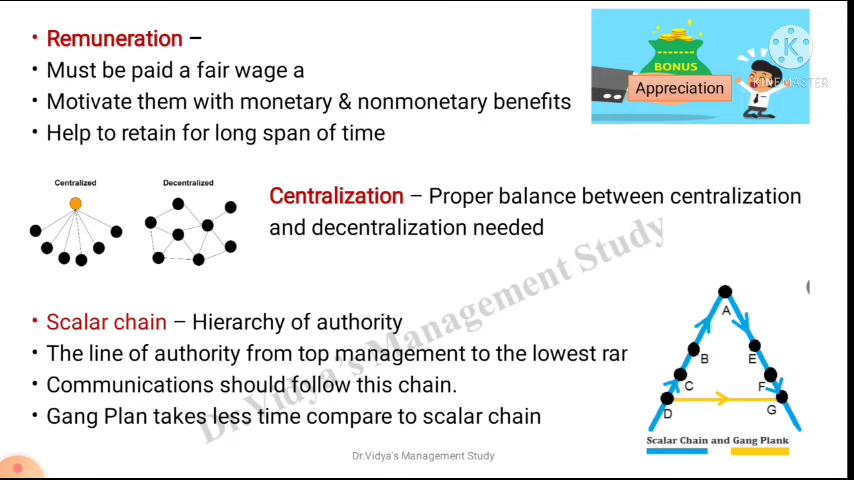 • Remuneration –
• Must be paid a fair wage a
• Motivate them with monetary & nonmonetary benefits
• Help to retain for long span of time
BONUS
Appreciation
K
KINEMASTER
Centralized
Decentralized
Centralization – Proper balance between centralization
and decentralization needed
• Scalar chain – Hierarchy of authority
• The line of authority from top management to the lowest ran
• Communications should follow this chain.
• Gang Plan takes less time compare to scalar chain
A
B
E
C
F
D
G
Scalar Chain and Gang Plank
Dr.Vidya's Management Study
Dr.Vidya's Management Study